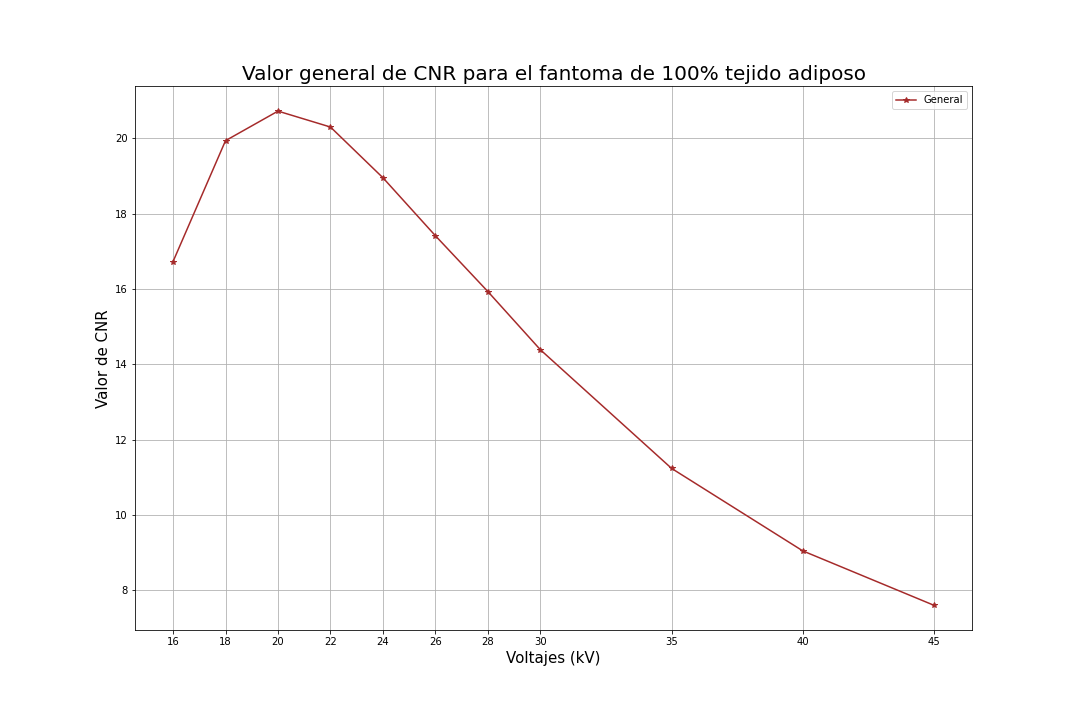 Valor general de CNR para el fantoma de 100% tejido adiposo
General
20
18
16
14
12
10
8
Valor de CNR
16 18 20 22 24 26 28 30 35 40 45
Voltajes (kV)